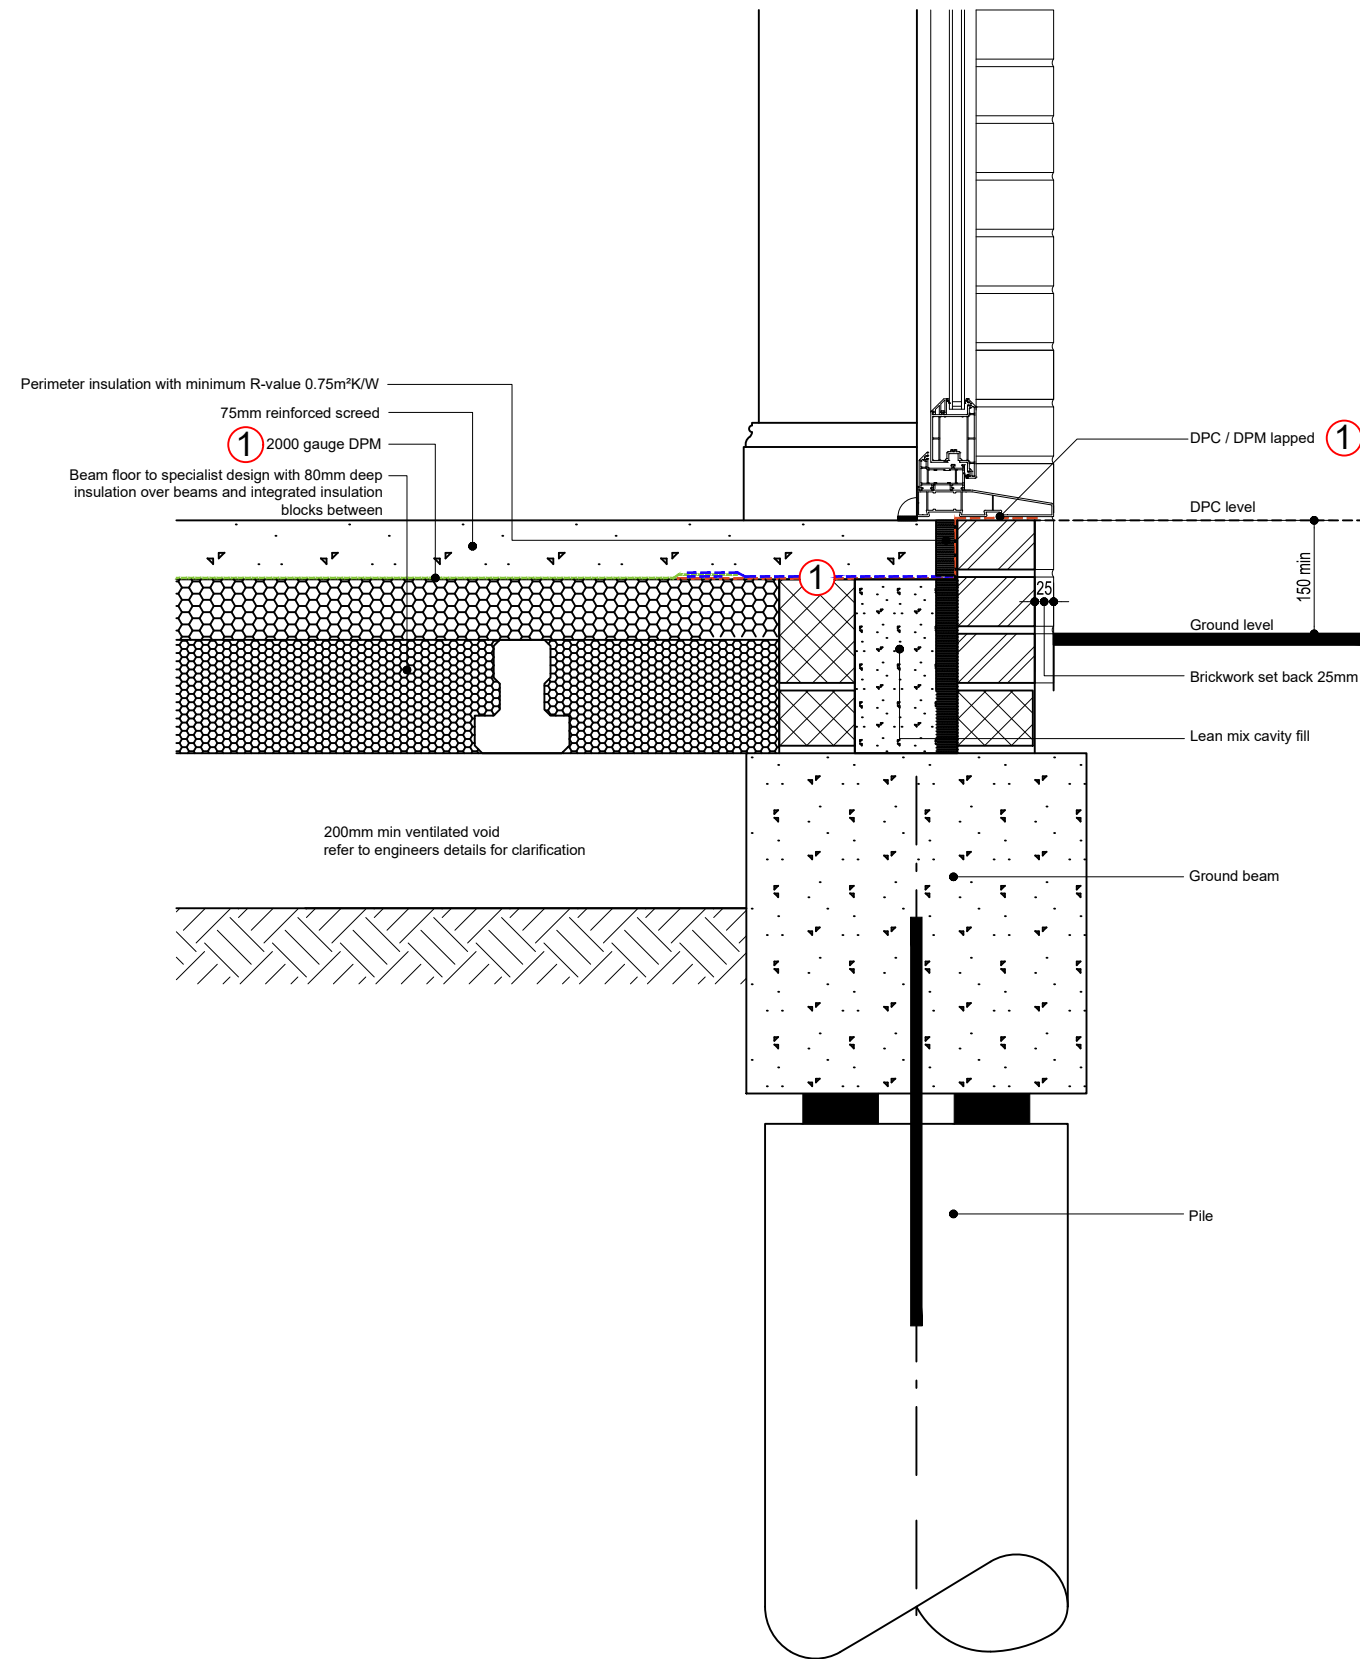 Perimeter insulation with minimum R-value 0.75m²K/W
75mm reinforced screed
1 2000 gauge DPM
Beam floor to specialist design with 80mm deep
insulation over beams and integrated insulation
blocks between
DPC / DPM lapped 1
DPC level
1
25
150 min
Ground level
Brickwork set back 25mm
Lean mix cavity fill
200mm min ventilated void
refer to engineers details for clarification
Ground beam
Pile